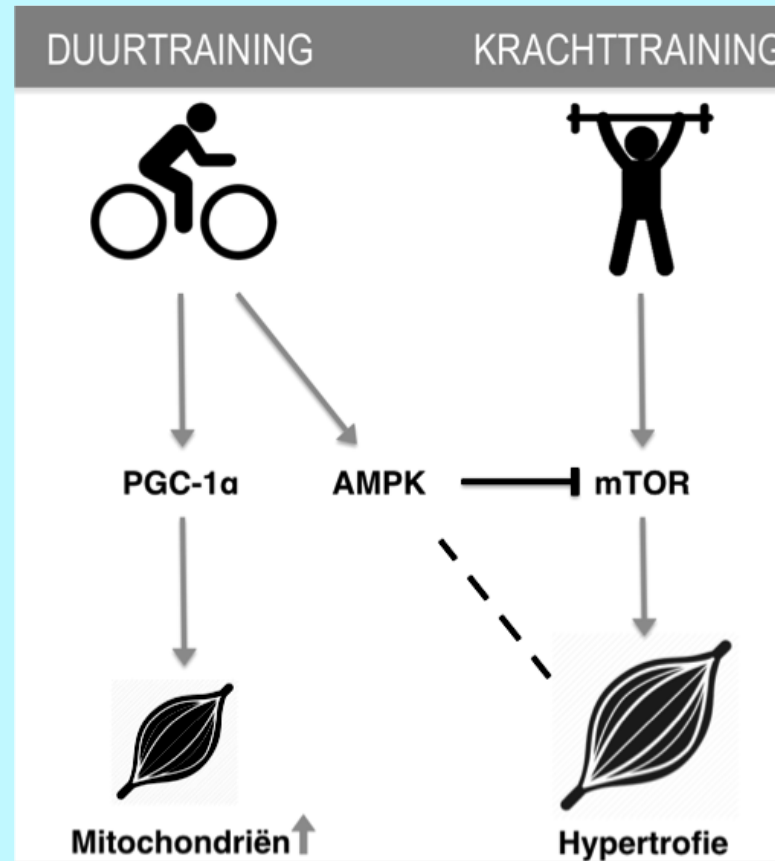 DUURTRAINING KRACHTTRAINING
PGC-1α AMPK mTOR
Mitochondriën Hypertrofie